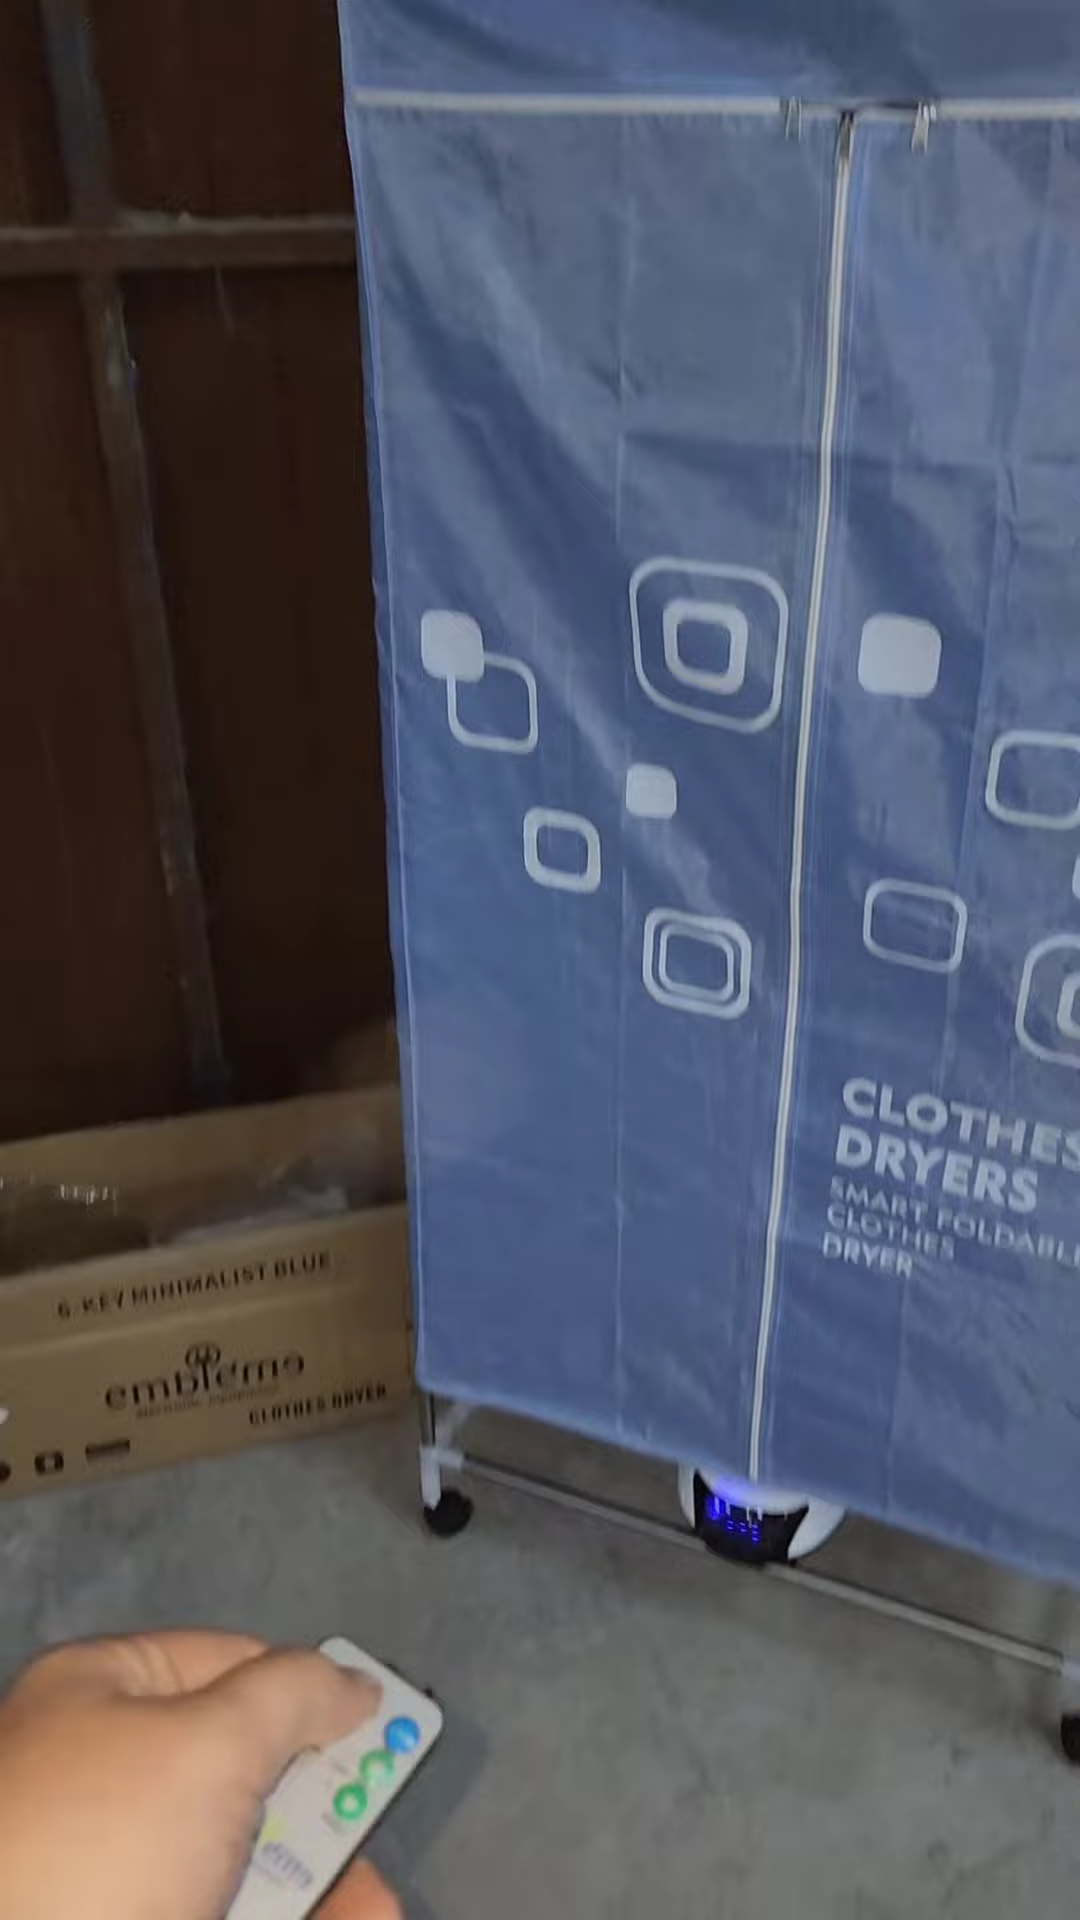 CLOTHES
DRYERS
SMART FOLDABLE
CLOTHES
DRYER
6-KEY MINIMALIST BLUE
embleme
CLOTHES DRYER